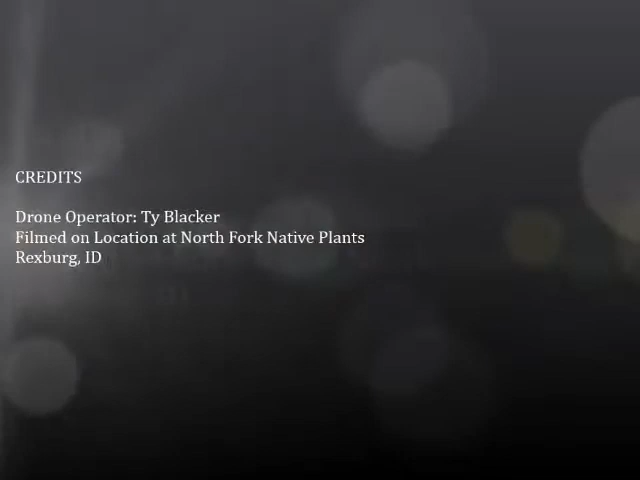 CREDITS
Drone Operator: Ty Blacker
Filmed on Location at North Fork Native Plants
Rexburg, ID